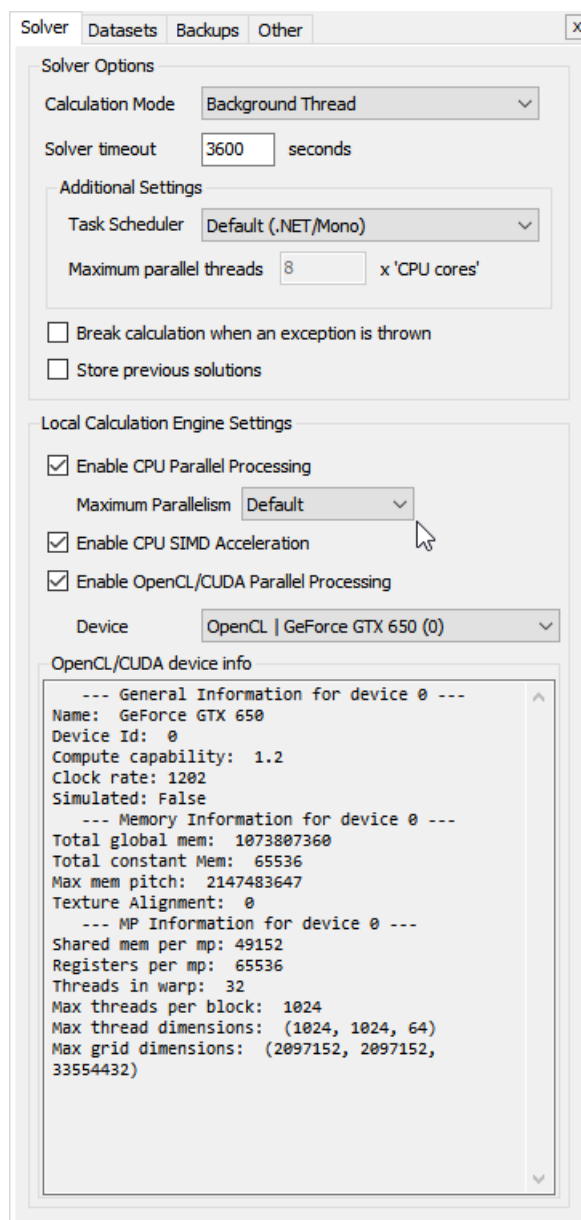 Solver Datasets Backups Other x
Solver Options
Calculation Mode Background Thread
Solver timeout 3600 seconds
Additional Settings
Task Scheduler Default (.NET/Mono)
Maximum parallel threads 8 x 'CPU cores'
Break calculation when an exception is thrown
Store previous solutions
Local Calculation Engine Settings
Enable CPU Parallel Processing
Maximum Parallelism Default
Enable CPU SIMD Acceleration
Enable OpenCL/CUDA Parallel Processing
Device OpenCL | GeForce GTX 650 (0)
OpenCL/CUDA device info
--- General Information for device 0 ---
Name: GeForce GTX 650
Device Id: 0
Compute capability: 1.2
Clock rate: 1202
Simulated: False
--- Memory Information for device 0 ---
Total global mem: 1073807360
Total constant Mem: 65536
Max mem pitch: 2147483647
Texture Alignment: 0
--- MP Information for device 0 ---
Shared mem per mp: 49152
Registers per mp: 65536
Threads in warp: 32
Max threads per block: 1024
Max thread dimensions: (1024, 1024, 64)
Max grid dimensions: (2097152, 2097152,
33554432)